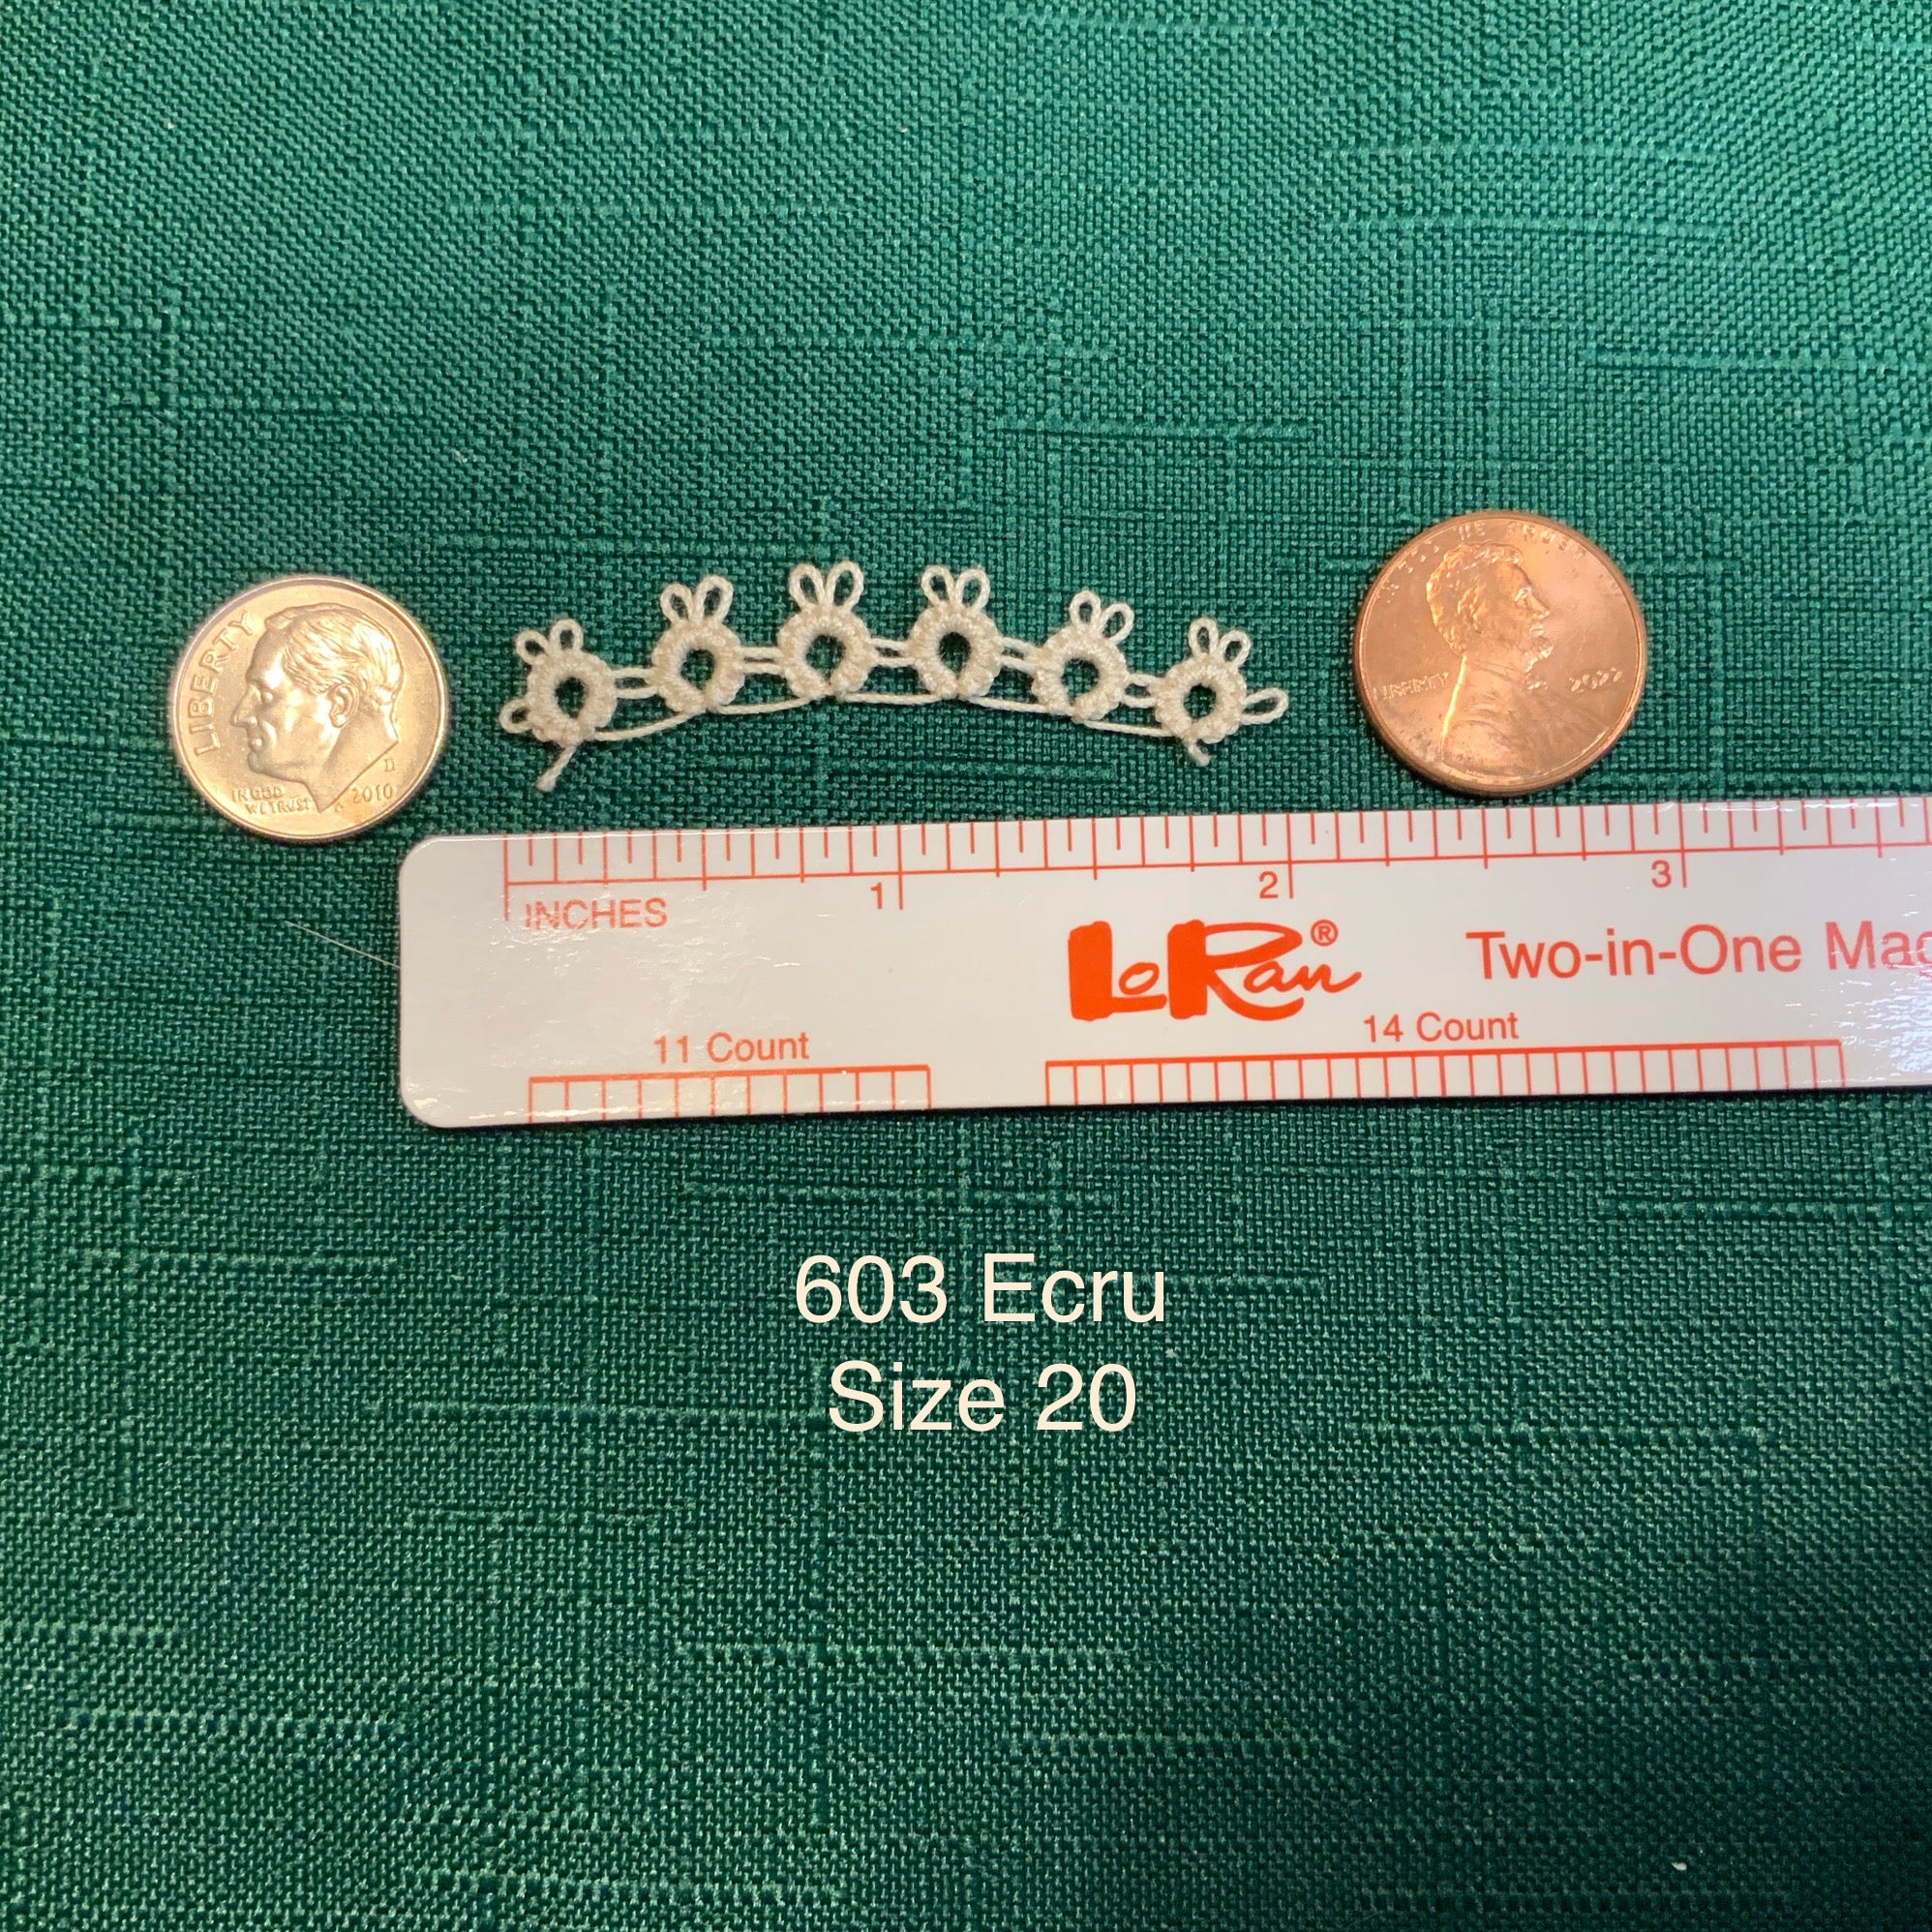 LIBERTY
IN GOD
WE TRUST
D
2010
IN GOD WE TRUST
LIBERTY
2022
1
2
3
INCHES
LoRan®
Two-in-One
11 Count
14 Count
603 Ecru
Size 20